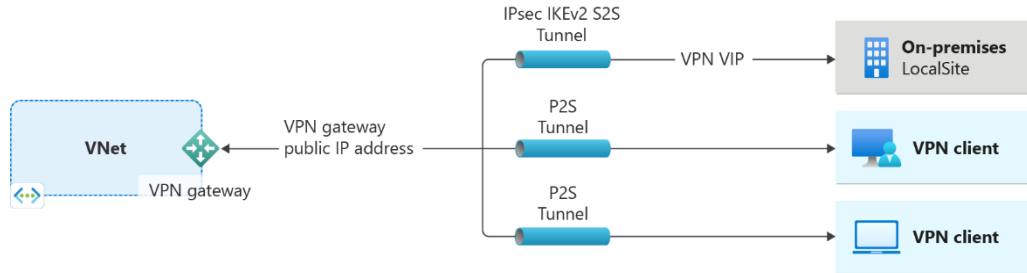 IPsec IKEv2 S2S
Tunnel
VPN VIP
On-premises
LocalSite
VNet
VPN gateway
VPN gateway
public IP address
P2S
Tunnel
VPN client
P2S
Tunnel
VPN client